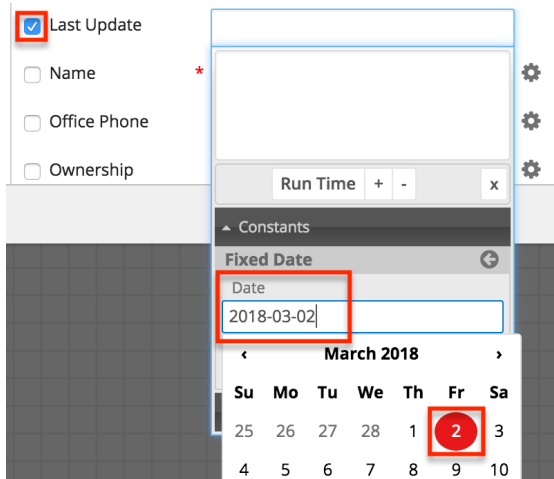 Last Update
Name *
Office Phone
Ownership
Run Time + - x
Constants
Fixed Date
Date
2018-03-02
‹ March 2018 ›
Su Mo Tu We Th Fr Sa
25 26 27 28 1 2 3
4 5 6 7 8 9 10